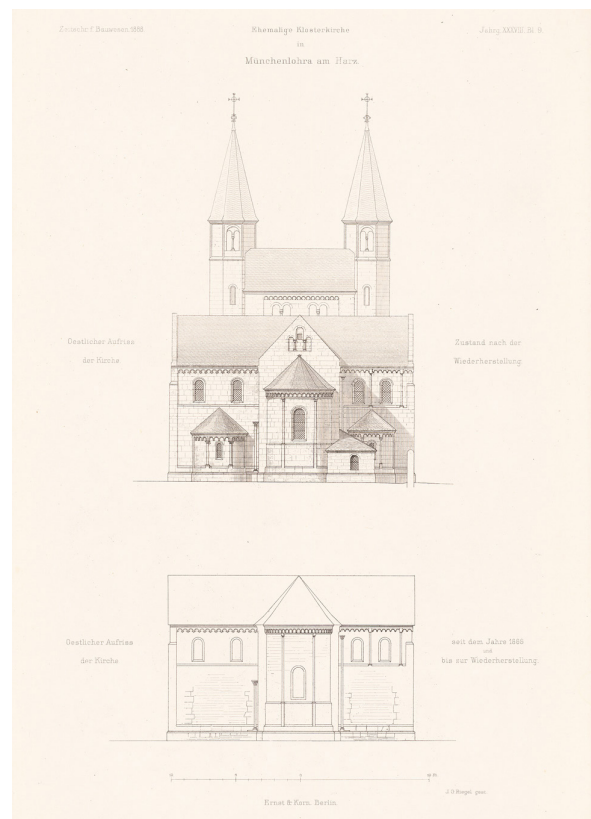 Zeitschr. f. Bauwesen 1888.
Ehemalige Klosterkirche
in
Münchenlohra am Harz.
Jahrg. XXXVIII. Bl. 9.
Oestlicher Aufriss
der Kirche.
Zustand nach der
Wiederherstellung.
Oestlicher Aufriss
der Kirche
seit dem Jahre
und
bis zur Wiederherstellung.
Ernst & Korn, Berlin.